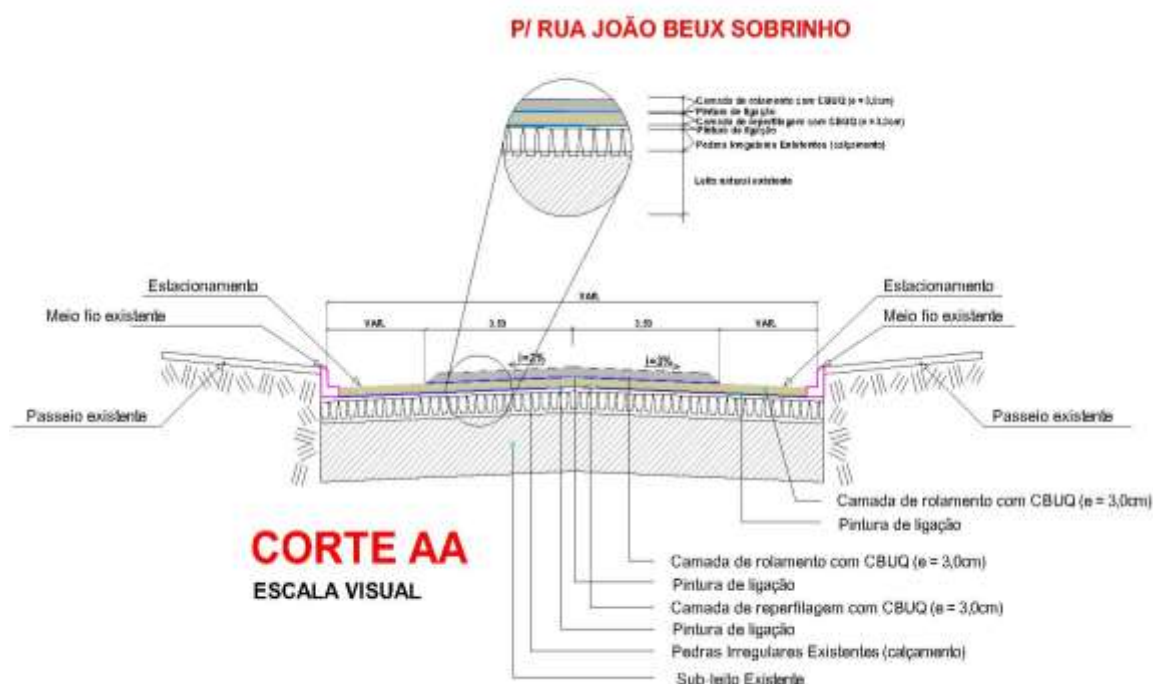 P/ RUA JOÃO BEUX SOBRINHO
Camada de rolamento com CBUQ (e = 3,0cm)
Pintura de ligação
Camada de reperfilagem com CBUQ (e = 3,0cm)
Pintura de ligação
Pedras Irregulares Existentes (calçamento)
Leito natural existente
Estacionamento
Estacionamento
VAR.
Meio fio existente
Meio fio existente
VAR.
3.50
3.50
VAR.
i=2%
i=2%
Passeio existente
Passeio existente
Camada de rolamento com CBUQ (e = 3,0cm)
Pintura de ligação
CORTE AA
ESCALA VISUAL
Camada de rolamento com CBUQ (e = 3,0cm)
Pintura de ligação
Camada de reperfilagem com CBUQ (e = 3,0cm)
Pintura de ligação
Pedras Irregulares Existentes (calçamento)
Sub-leito Existente